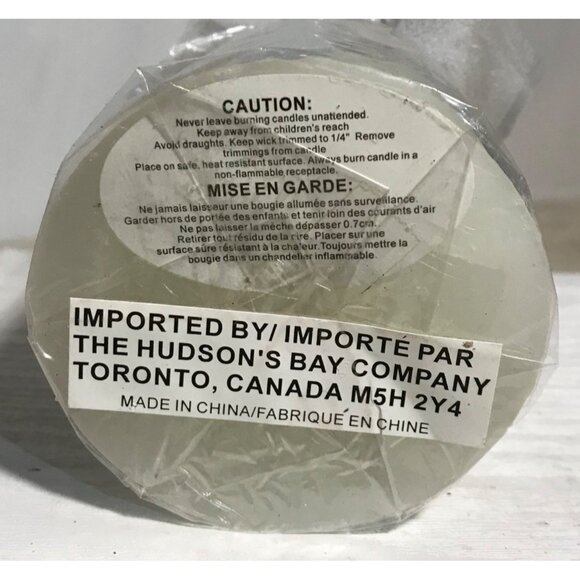 CAUTION:
Never leave burning candles unattended.
Keep away from children's reach
Avoid draughts. Keep wick trimmed to 1/4" Remove
trimmings from candle
Place on safe, heat resistant surface. Always burn candle in a
non-flammable receptacle.
MISE EN GARDE:
Ne jamais laisseur une bougie allumée sans surveillance.
Garder hors de portée des enfants et tenir loin des courants d'air
Ne pas laisser la mèche dépasser 0.7cm.
Retirer tout résidu de la cire. Placer sur une
surface sûre résistant à la chaleur. Toujours mettre la
bougie dans un chandelier inflammable.
IMPORTED BY/ IMPORTÉ PAR
THE HUDSON'S BAY COMPANY
TORONTO, CANADA M5H 2Y4
MADE IN CHINA/FABRIQUE EN CHINE